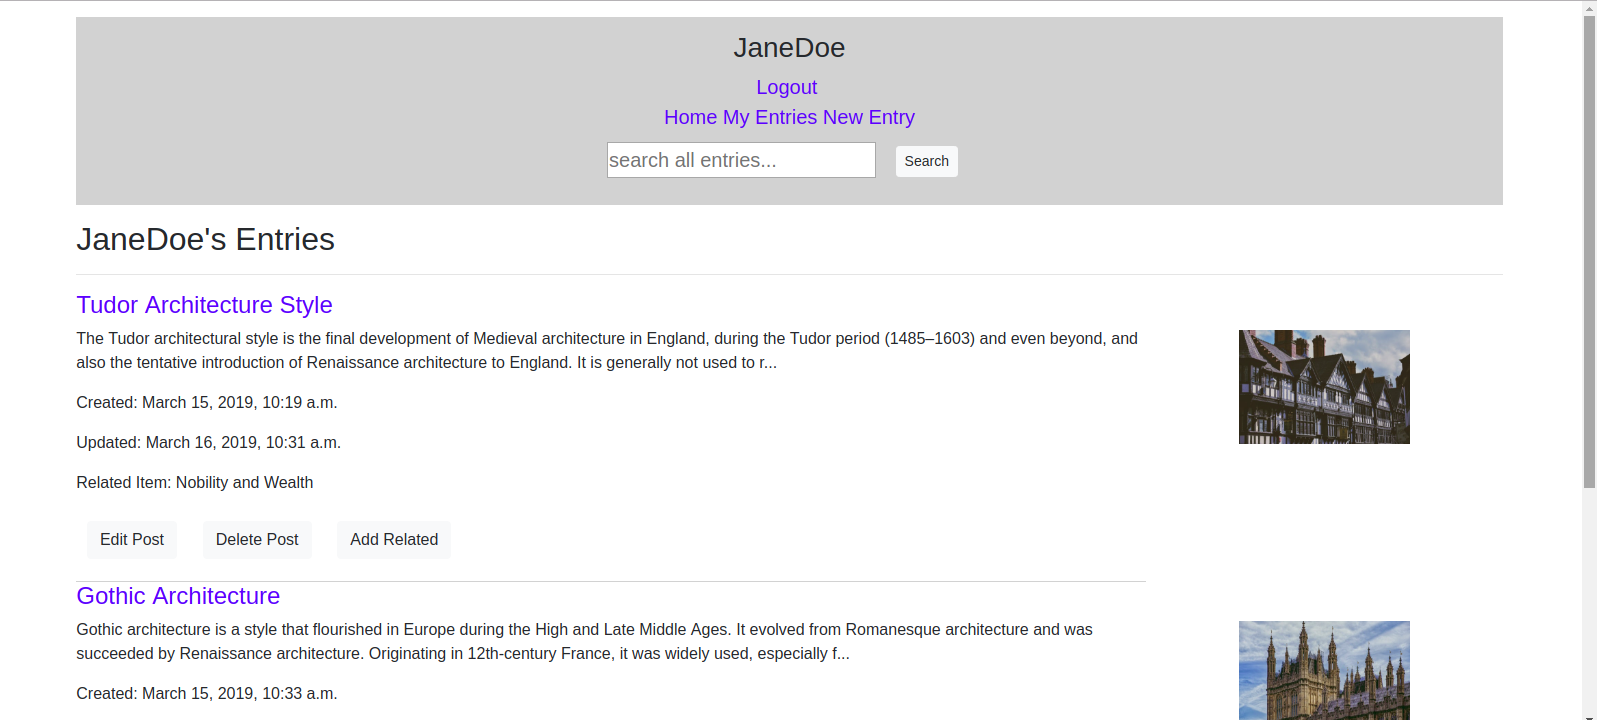 JaneDoe
Logout
Home My Entries New Entry
search all entries... Search
JaneDoe's Entries
Tudor Architecture Style
The Tudor architectural style is the final development of Medieval architecture in England, during the Tudor period (1485–1603) and even beyond, and
also the tentative introduction of Renaissance architecture to England. It is generally not used to r...
Created: March 15, 2019, 10:19 a.m.
Updated: March 16, 2019, 10:31 a.m.
Related Item: Nobility and Wealth
Edit Post Delete Post Add Related
Gothic Architecture
Gothic architecture is a style that flourished in Europe during the High and Late Middle Ages. It evolved from Romanesque architecture and was
succeeded by Renaissance architecture. Originating in 12th-century France, it was widely used, especially f...
Created: March 15, 2019, 10:33 a.m.